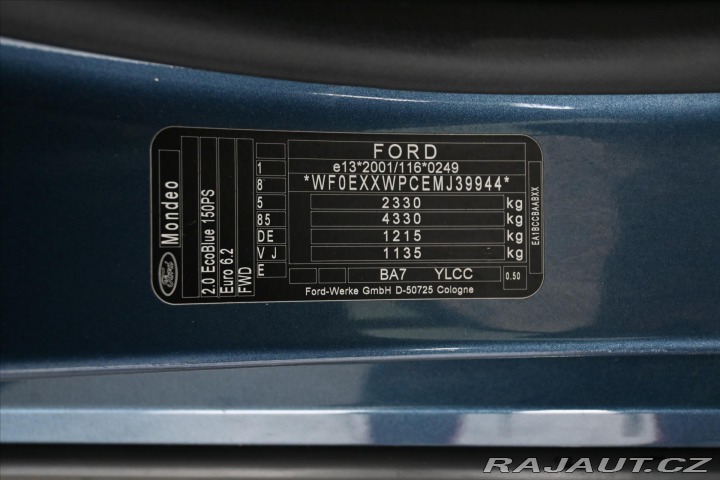 FORD
e13*2001/116*0249
*WF0EXXWPCEMJ39944*
2330 kg
4330 kg
1215 kg
1135 kg
BA7 YLCC 0.50
Ford-Werke GmbH D-50725 Cologne
1
8
5
85
DE
V J
E
Ford Mondeo
2.0 EcoBlue 150PS
Euro 6.2
FWD
EA1BCCBAABXX
RAJAUT.CZ